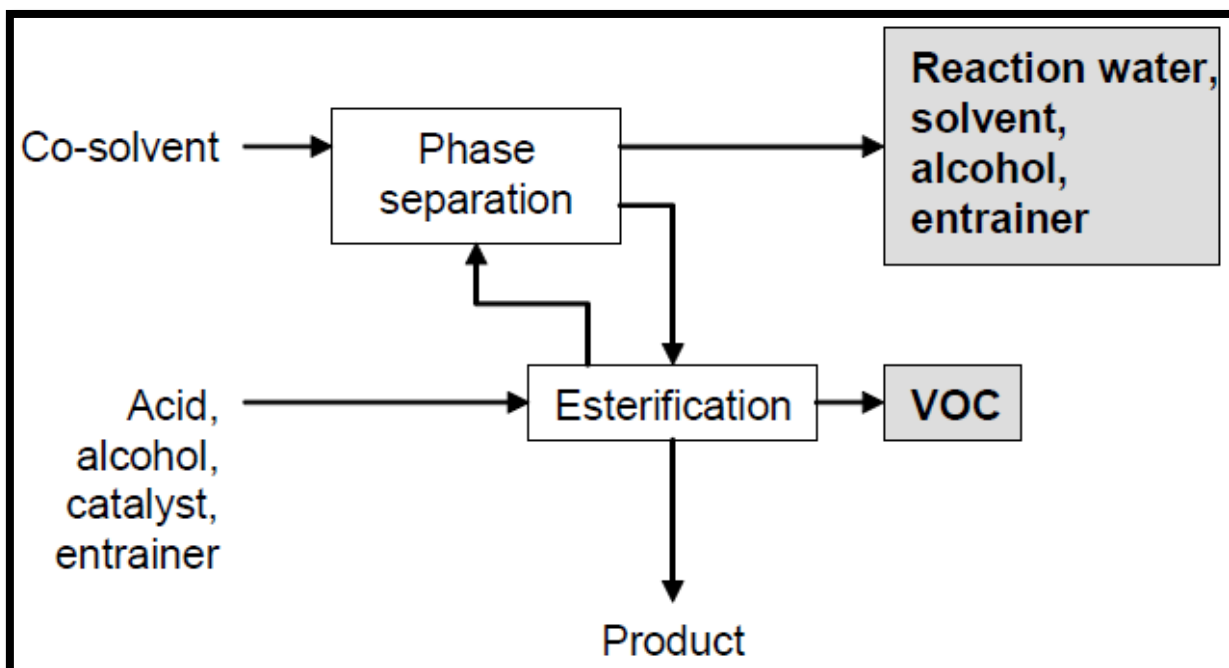 Co-solvent
Phase
separation
Reaction water,
solvent,
alcohol,
entrainer
Acid,
alcohol,
catalyst,
entrainer
Esterification
VOC
Product